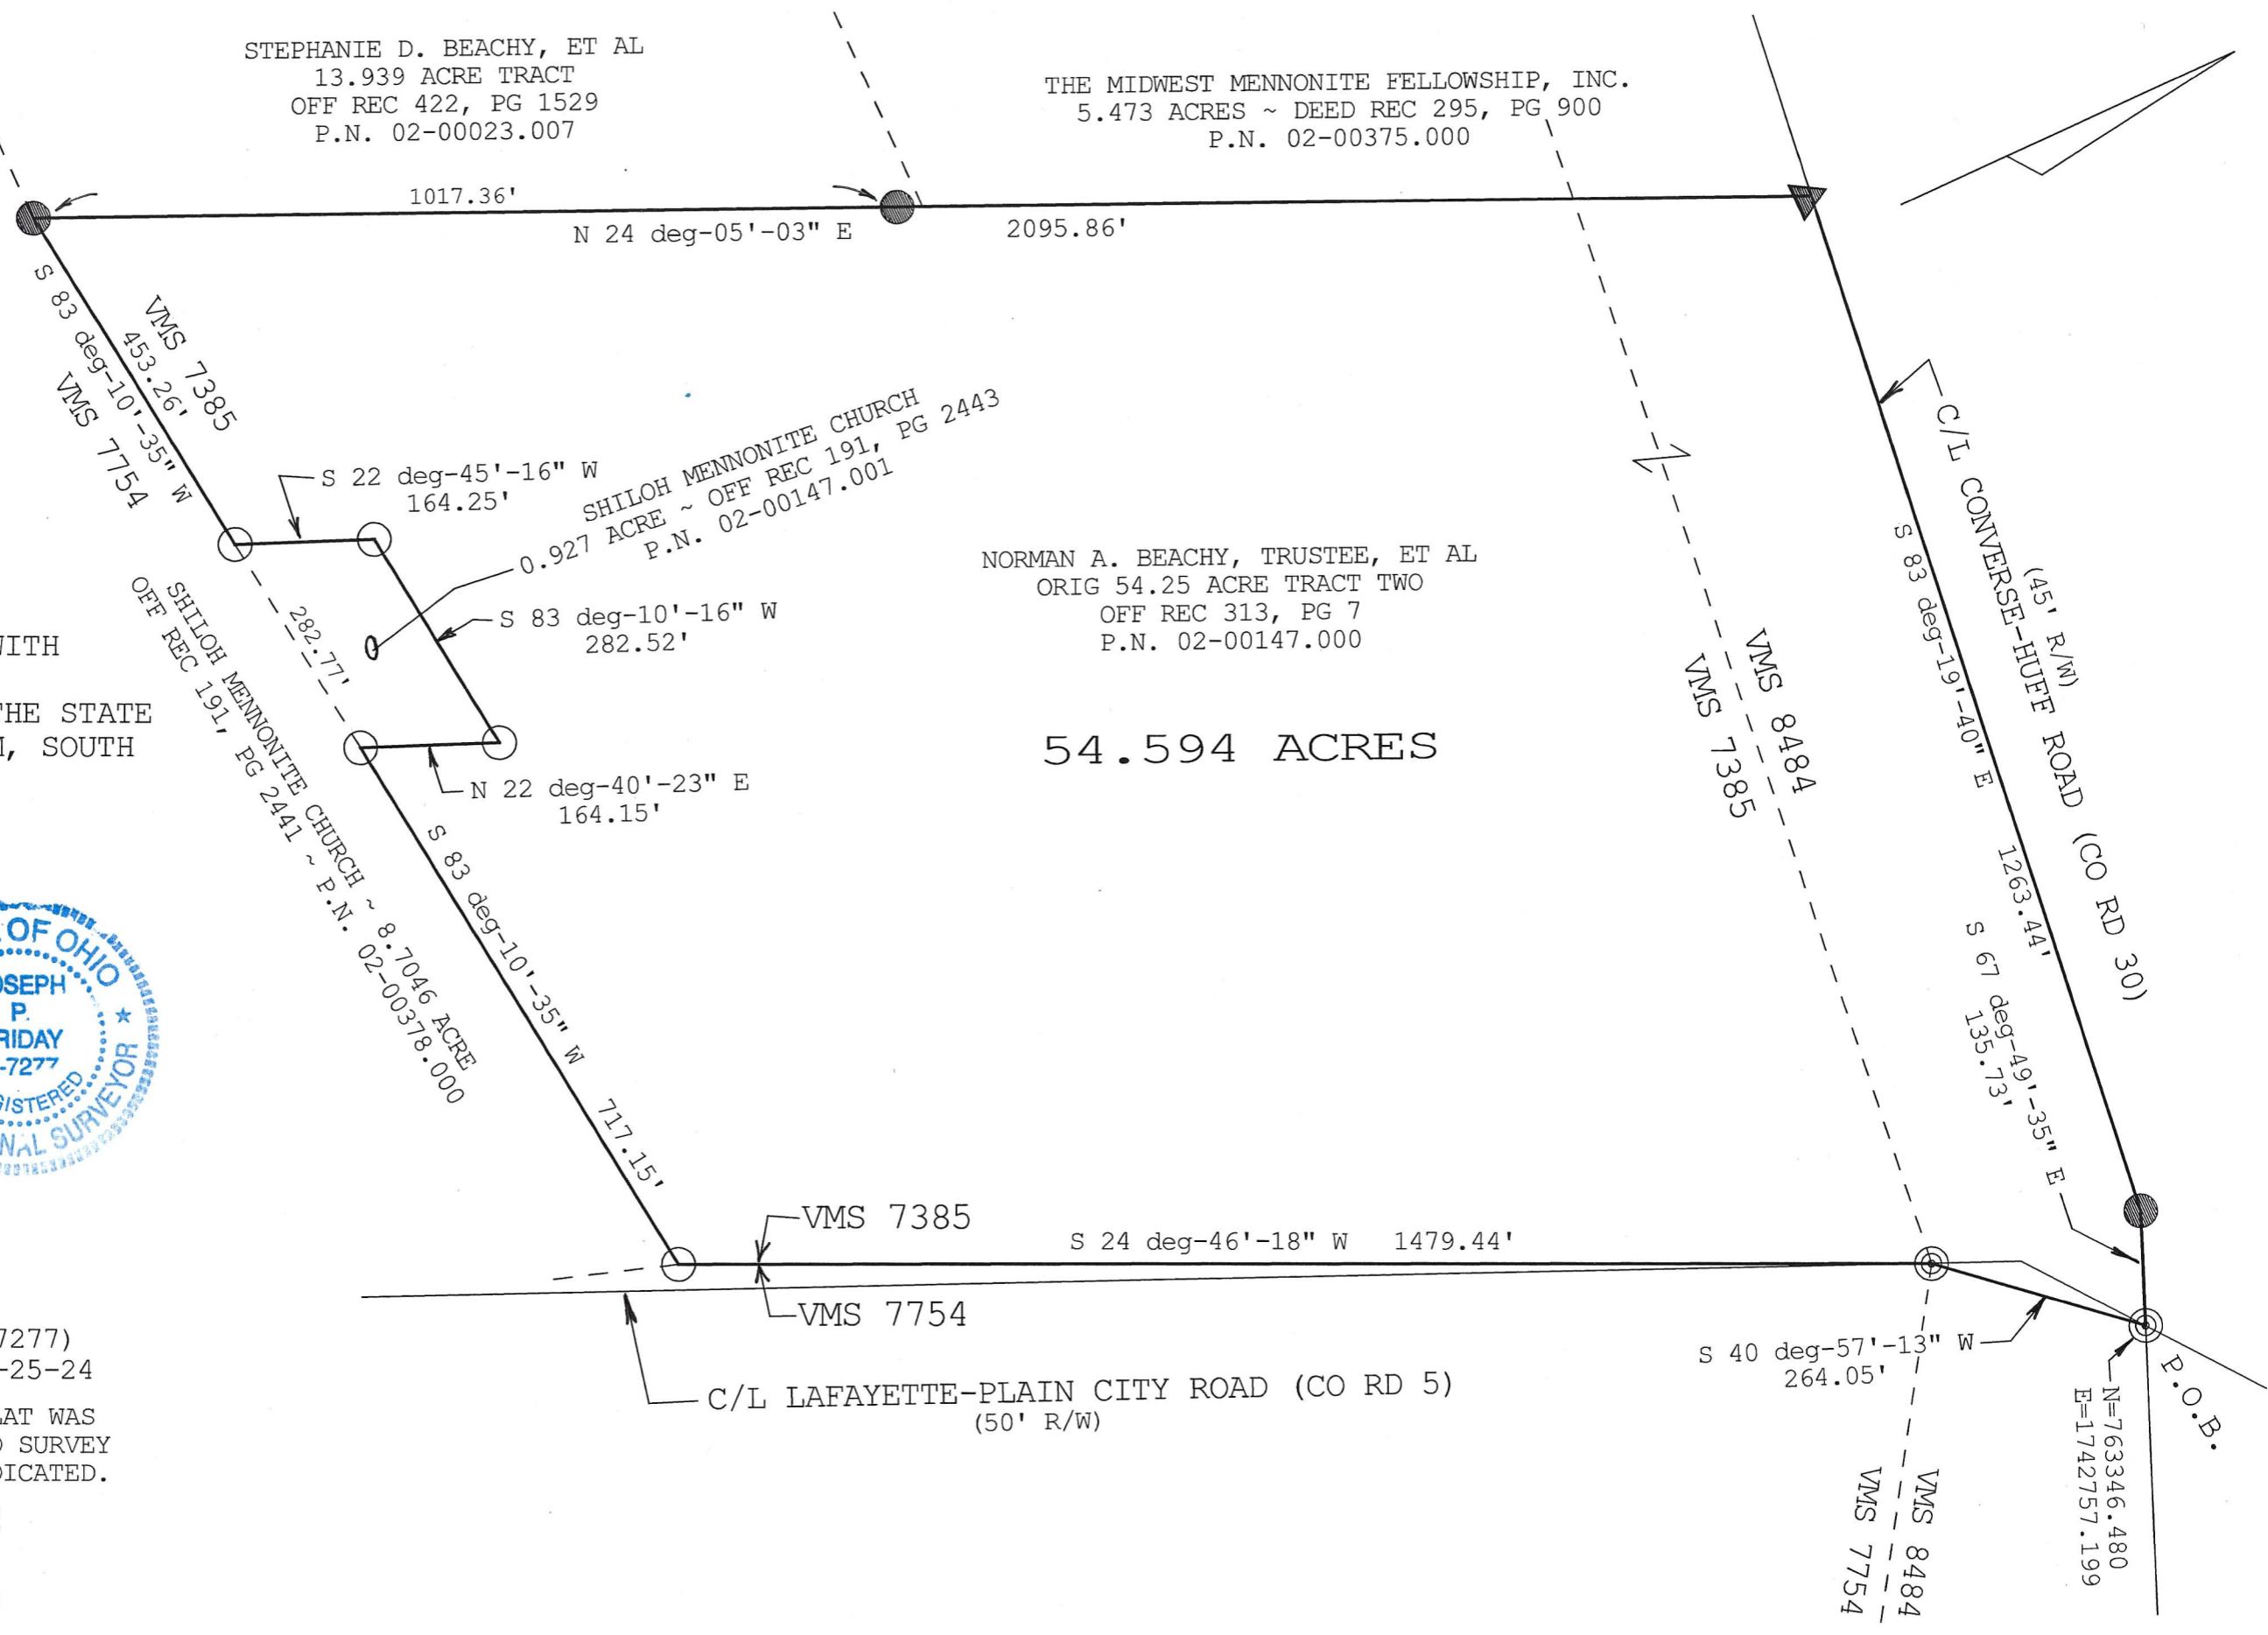 STEPHANIE D. BEACHY, ET AL
13.939 ACRE TRACT
OFF REC 422, PG 1529
P.N. 02-00023.007
THE MIDWEST MENNONITE FELLOWSHIP, INC.
5.473 ACRES ~ DEED REC 295, PG 900
P.N. 02-00375.000
1017.36'
N 24 deg-05'-03" E
2095.86'
VMS 7385
453.26'
S 83 deg-10'-35" W
VMS 7754
S 22 deg-45'-16" W
164.25'
SHILOH MENNONITE CHURCH
0.927 ACRE ~ OFF REC 191, PG 2443
P.N. 02-00147.001
S 83 deg-10'-16" W
282.52'
282.77'
N 22 deg-40'-23" E
164.15'
SHILOH MENNONITE CHURCH ~ 8.7046 ACRE
OFF REC 191, PG 2441 ~ P.N. 02-00378.000
S 83 deg-10'-35" W
717.15'
NORMAN A. BEACHY, TRUSTEE, ET AL
ORIG 54.25 ACRE TRACT TWO
OFF REC 313, PG 7
P.N. 02-00147.000
54.594 ACRES
VMS 8484
VMS 7385
C/L CONVERSE-HUFF ROAD (CO RD 30)
(45' R/W)
S 83 deg-19'-40" E
1263.44'
S 67 deg-49'-35" E
135.73'
WITH
THE STATE
, SOUTH
OF OHIO
OSEPH
P.
RIDAY
-7277
GISTERED
NAL SURVEYOR
7277)
-25-24
LAT WAS
SURVEY
DICATED.
VMS 7385
VMS 7754
S 24 deg-46'-18" W 1479.44'
C/L LAFAYETTE-PLAIN CITY ROAD (CO RD 5)
(50' R/W)
S 40 deg-57'-13" W
264.05'
P.O.B.
N=763346.480
E=1742757.199
VMS 8484
VMS 7754